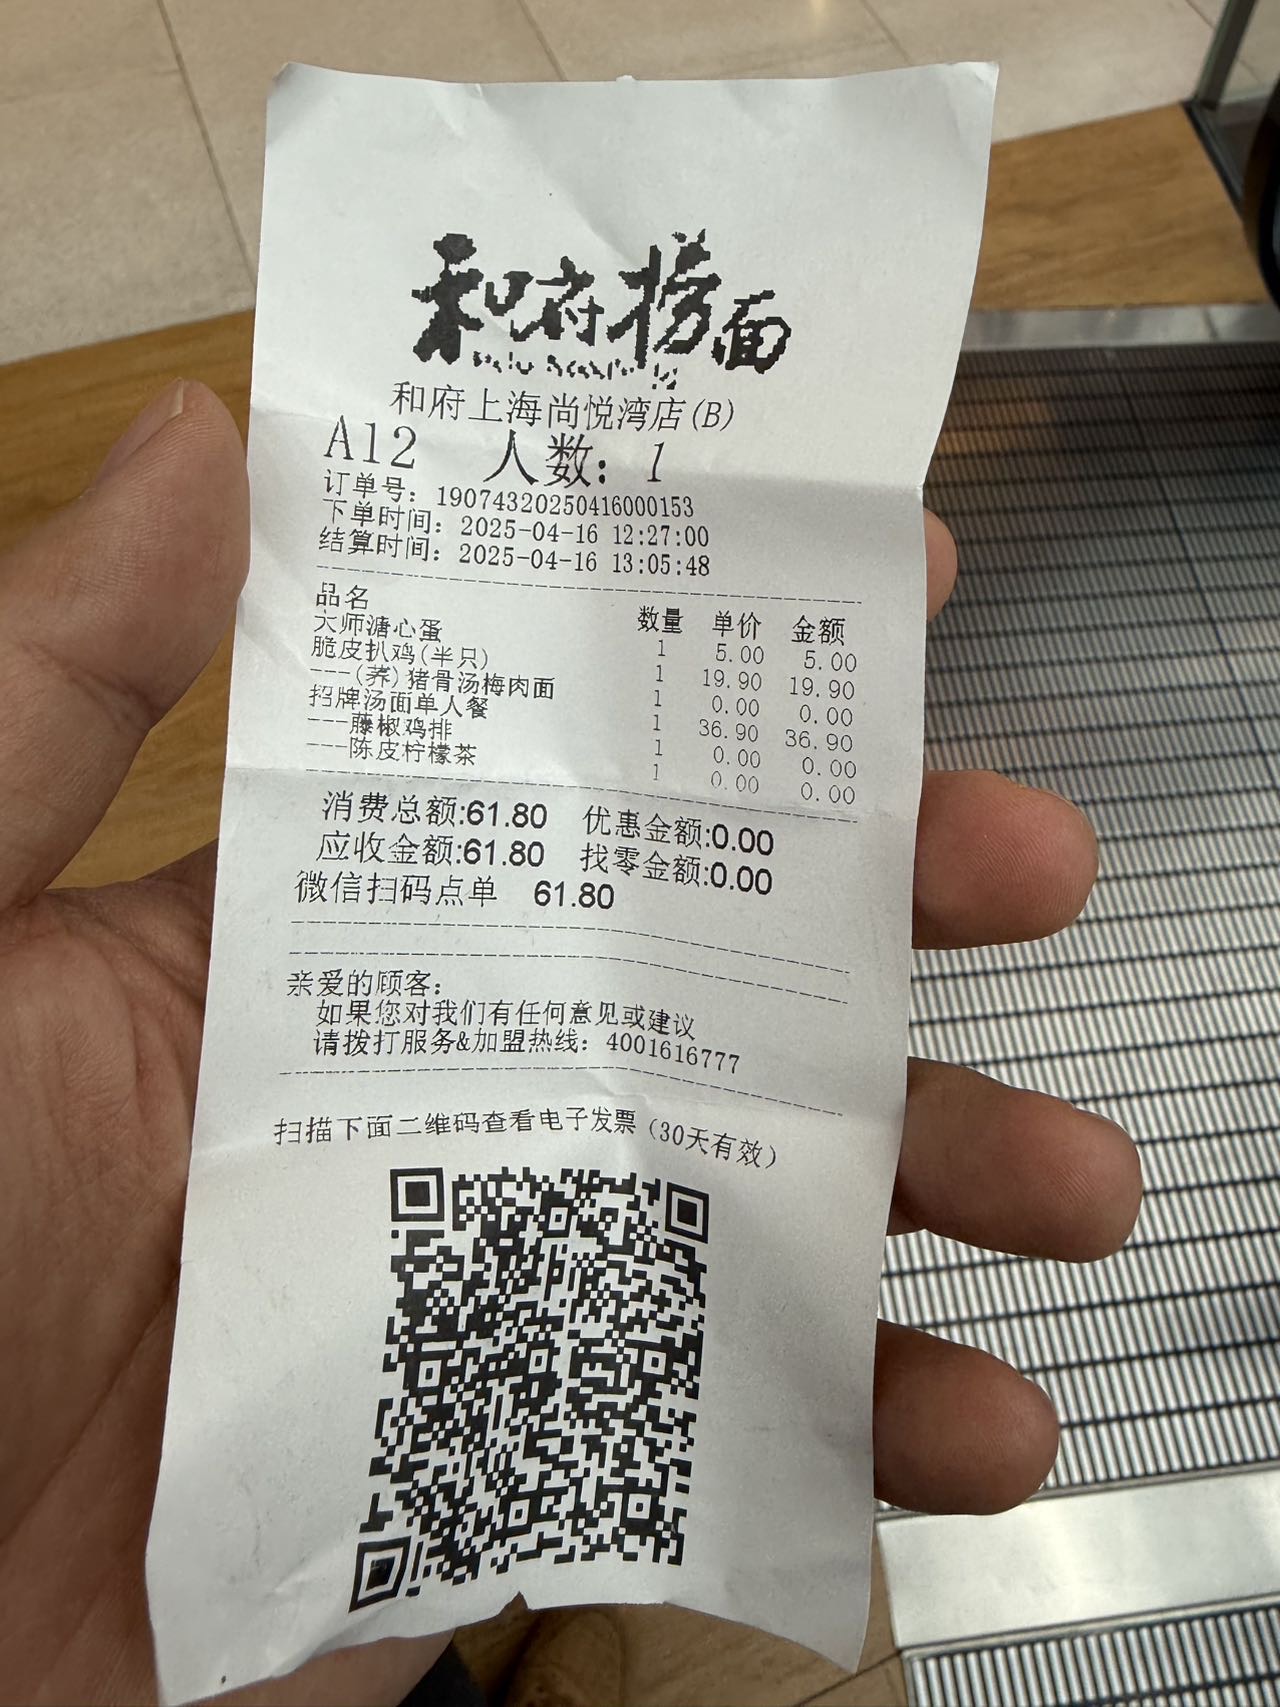 和府捞面
和府上海尚悦湾店(B)
A12 人数：1
订单号：19074320250416000153
下单时间：2025-04-16 12:27:00
结算时间：2025-04-16 13:05:48
品名 数量 单价 金额
大师溏心蛋 1 5.00 5.00
脆皮扒鸡(半只) 1 19.90 19.90
---(荞)猪骨汤梅肉面 1 0.00 0.00
招牌汤面单人餐 1 36.90 36.90
---藤椒鸡排 1 0.00 0.00
---陈皮柠檬茶 1 0.00 0.00
消费总额:61.80 优惠金额:0.00
应收金额:61.80 找零金额:0.00
微信扫码点单 61.80
亲爱的顾客：
如果您对我们有任何意见或建议
请拨打服务&加盟热线：4001616777
扫描下面二维码查看电子发票（30天有效）